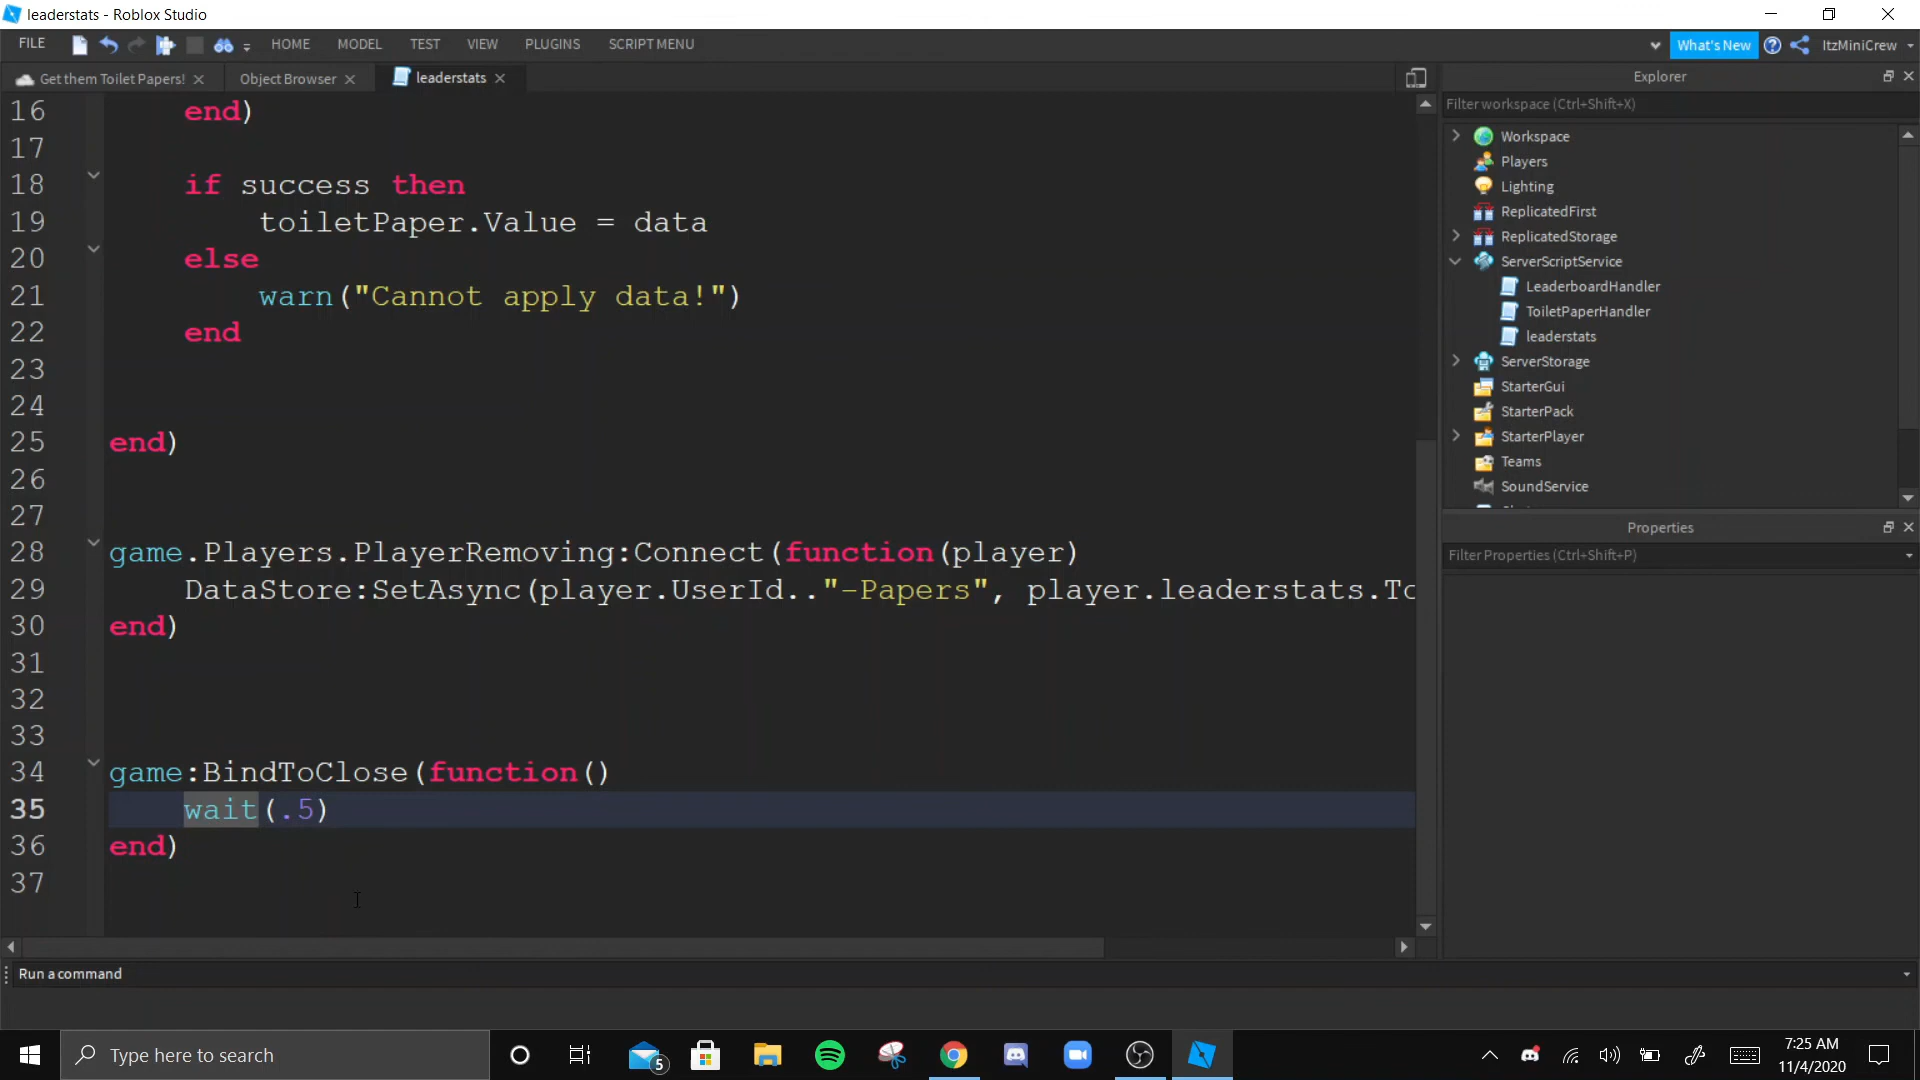 leaderstats - Roblox Studio
FILE HOME MODEL TEST VIEW PLUGINS SCRIPT MENU What's New ItzMiniCrew
Get them Toilet Papers! Object Browser leaderstats
16 end)
17
18 if success then
19 toiletPaper.Value = data
20 else
21 warn("Cannot apply data!")
22 end
23
24
25 end)
26
27
28 game.Players.PlayerRemoving:Connect(function(player)
29 DataStore:SetAsync(player.UserId.."-Papers", player.leaderstats.To
30 end)
31
32
33
34 game:BindToClose(function()
35 wait(.5)
36 end)
37
Run a command
Explorer
Filter workspace (Ctrl+Shift+X)
Workspace
Players
Lighting
ReplicatedFirst
ReplicatedStorage
ServerScriptService
LeaderboardHandler
ToiletPaperHandler
leaderstats
ServerStorage
StarterGui
StarterPack
StarterPlayer
Teams
SoundService
Properties
Filter Properties (Ctrl+Shift+P)
Type here to search
5
7:25 AM
11/4/2020